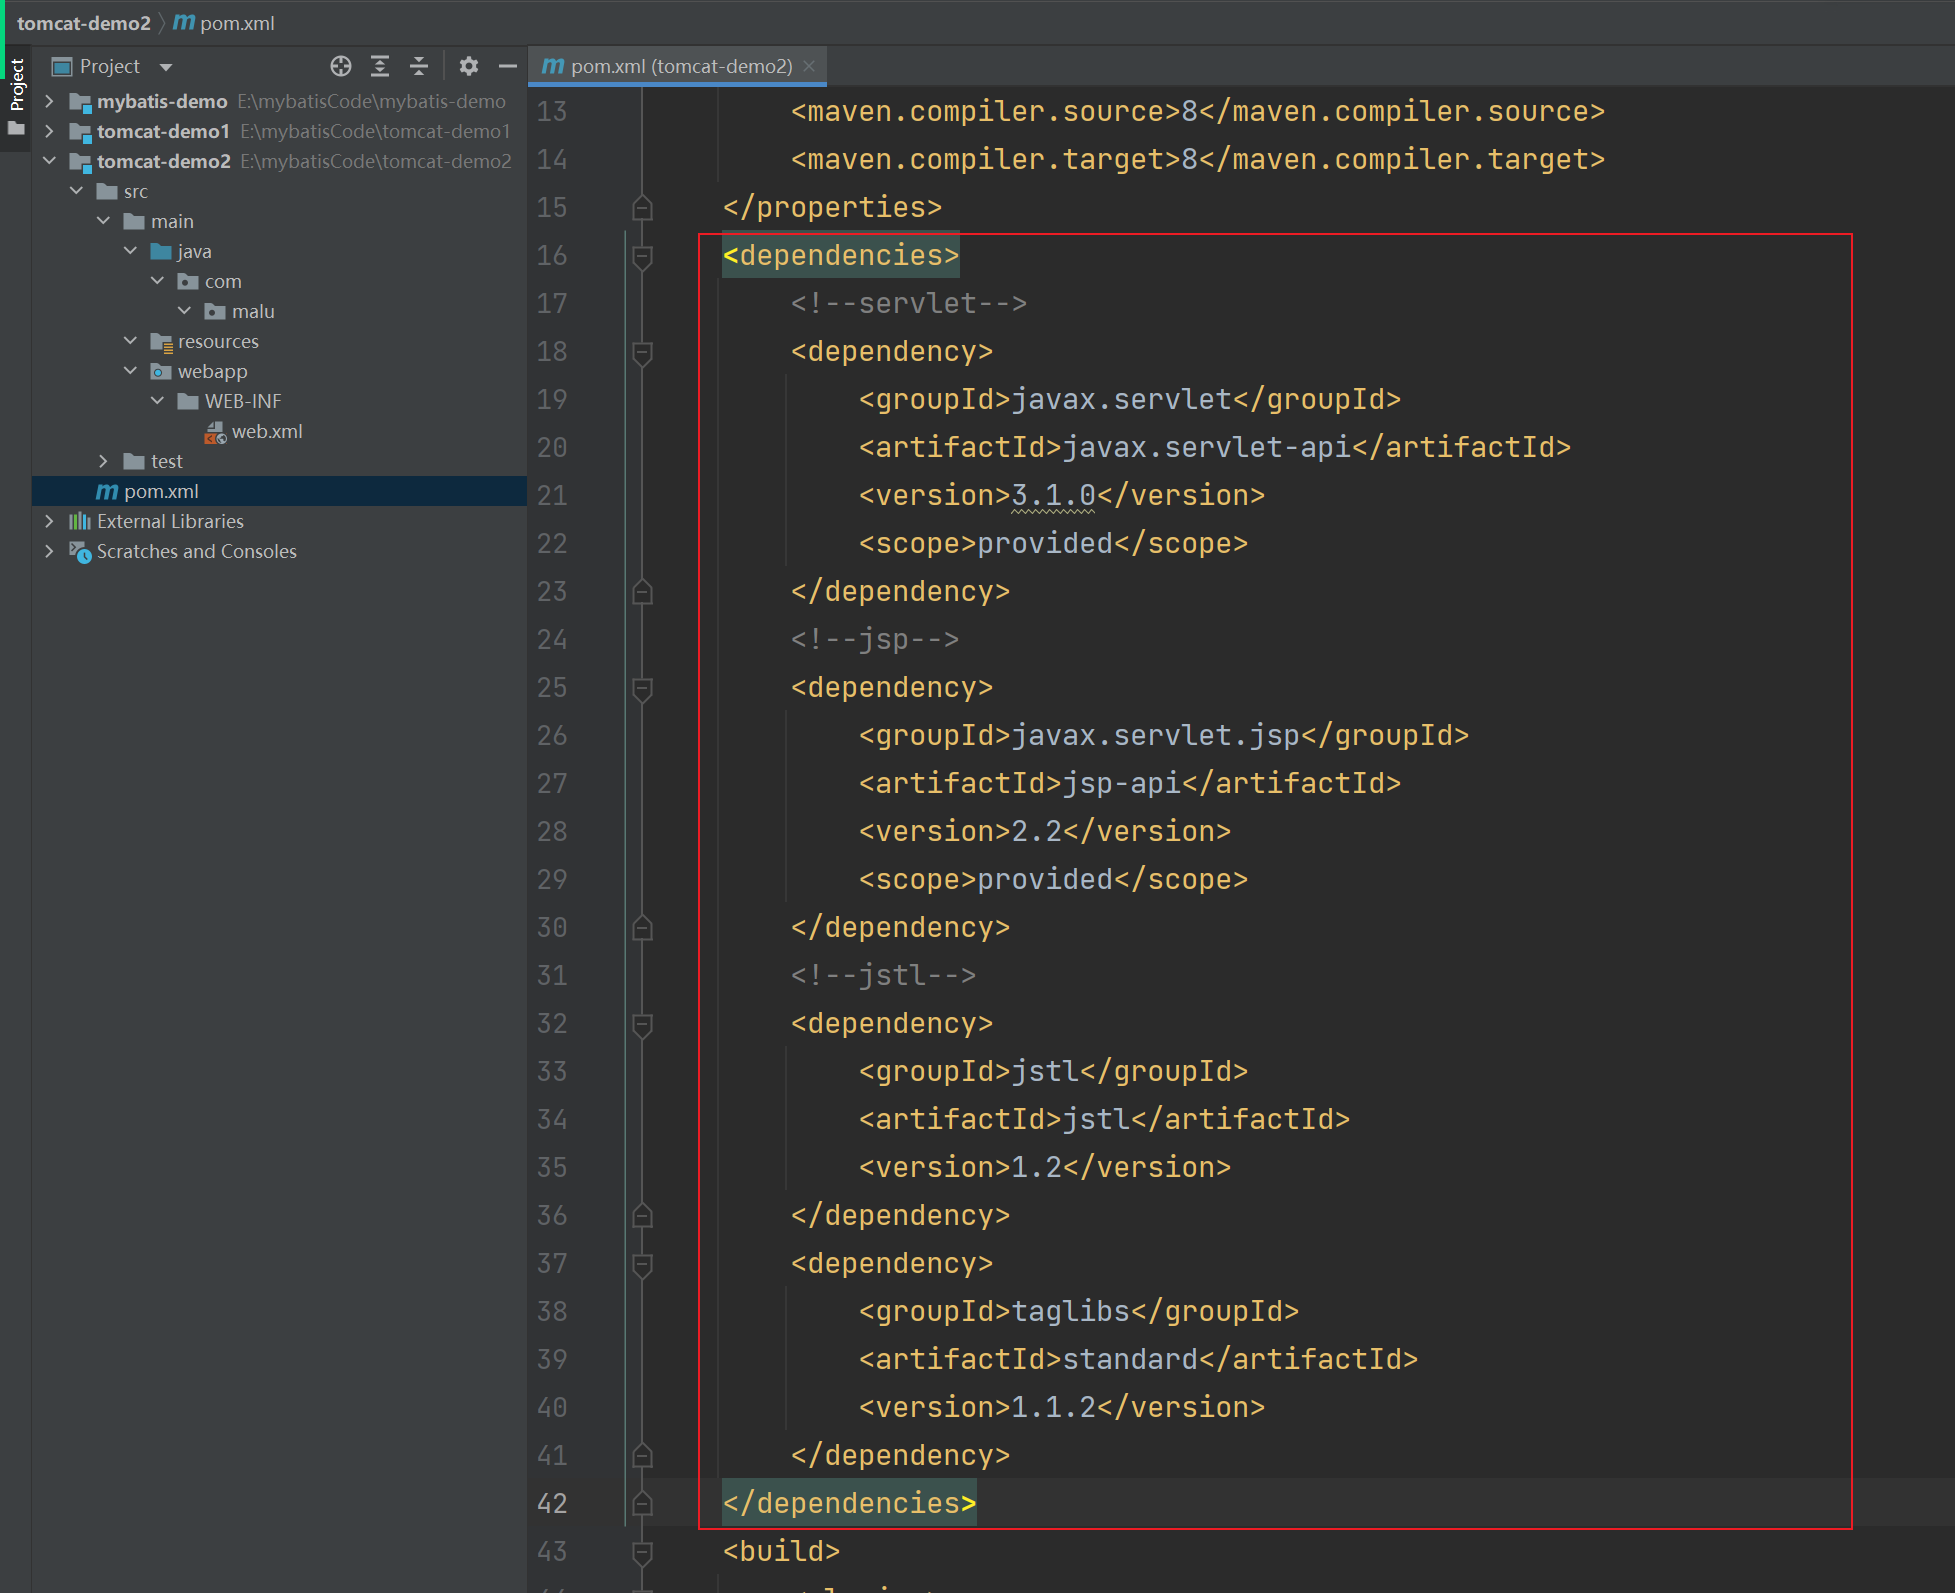 tomcat-demo2 pom.xml
Project
Project
pom.xml (tomcat-demo2)
mybatis-demo E:\mybatisCode\mybatis-demo
tomcat-demo1 E:\mybatisCode\tomcat-demo1
tomcat-demo2 E:\mybatisCode\tomcat-demo2
src
main
java
com
malu
resources
webapp
WEB-INF
web.xml
test
pom.xml
External Libraries
Scratches and Consoles
13 <maven.compiler.source>8</maven.compiler.source>
14 <maven.compiler.target>8</maven.compiler.target>
15 </properties>
16 <dependencies>
17 <!--servlet-->
18 <dependency>
19 <groupId>javax.servlet</groupId>
20 <artifactId>javax.servlet-api</artifactId>
21 <version>3.1.0</version>
22 <scope>provided</scope>
23 </dependency>
24 <!--jsp-->
25 <dependency>
26 <groupId>javax.servlet.jsp</groupId>
27 <artifactId>jsp-api</artifactId>
28 <version>2.2</version>
29 <scope>provided</scope>
30 </dependency>
31 <!--jstl-->
32 <dependency>
33 <groupId>jstl</groupId>
34 <artifactId>jstl</artifactId>
35 <version>1.2</version>
36 </dependency>
37 <dependency>
38 <groupId>taglibs</groupId>
39 <artifactId>standard</artifactId>
40 <version>1.1.2</version>
41 </dependency>
42 </dependencies>
43 <build>